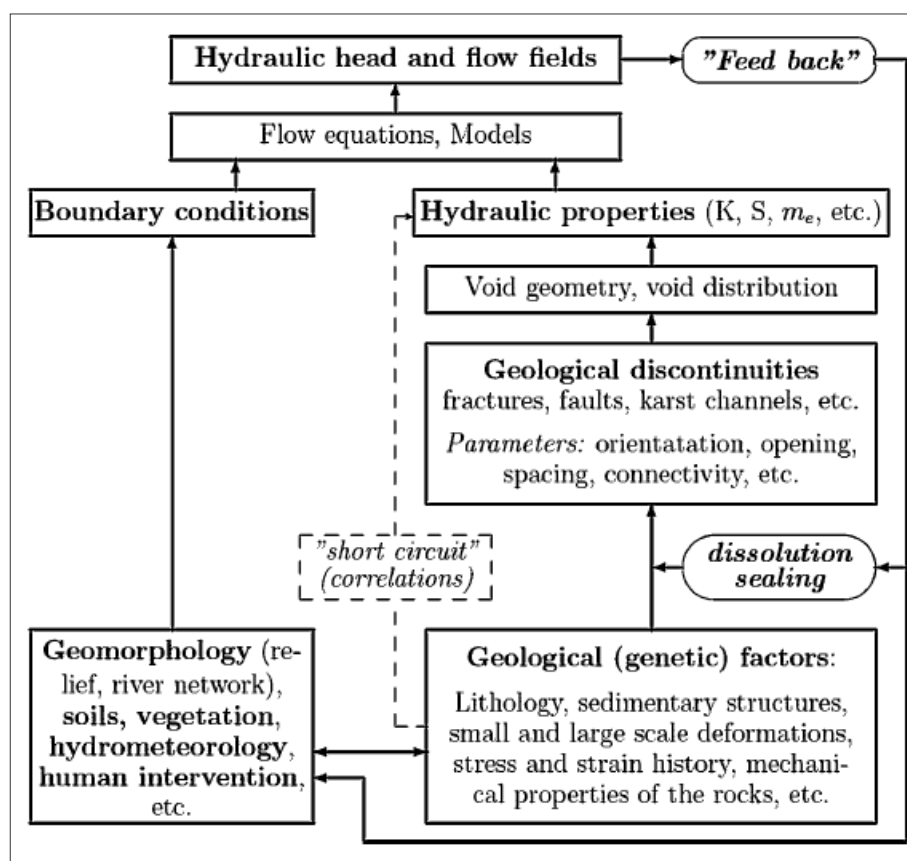 Hydraulic head and flow fields
"Feed back"
Flow equations, Models
Boundary conditions
Hydraulic properties (K, S, mₑ, etc.)
Void geometry, void distribution
Geological discontinuities
fractures, faults, karst channels, etc.
Parameters: orientatation, opening,
spacing, connectivity, etc.
"short circuit"
(correlations)
dissolution
sealing
Geomorphology (re-
lief, river network),
soils, vegetation,
hydrometeorology,
human intervention,
etc.
Geological (genetic) factors:
Lithology, sedimentary structures,
small and large scale deformations,
stress and strain history, mechani-
cal properties of the rocks, etc.